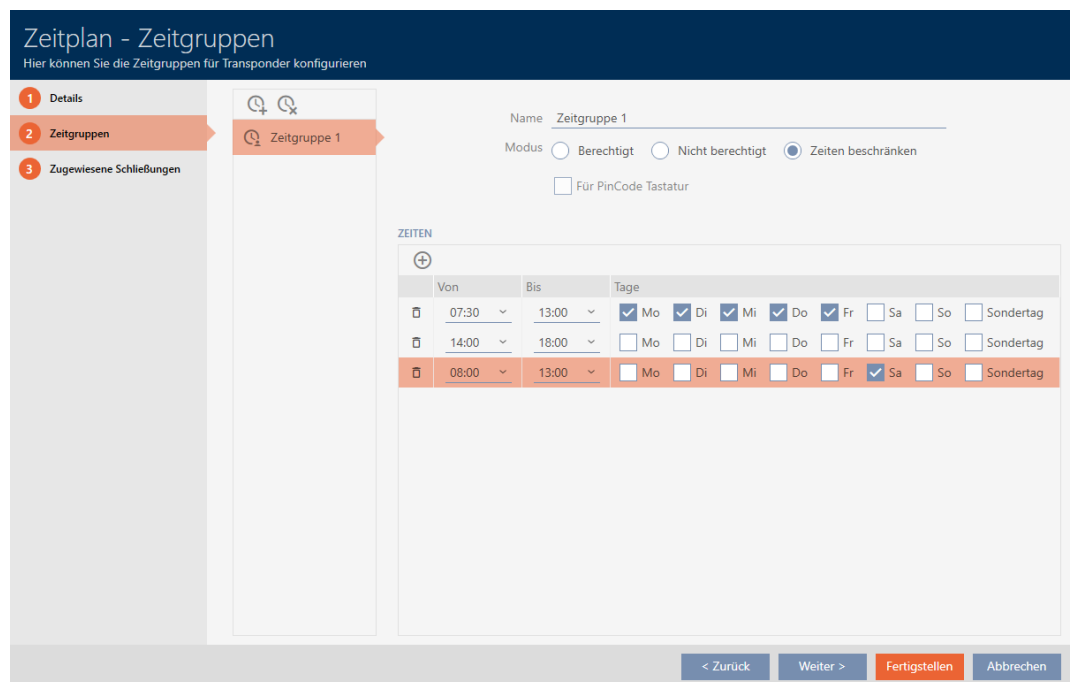 Zeitplan - Zeitgruppen
Hier können Sie die Zeitgruppen für Transponder konfigurieren
1 Details
2 Zeitgruppen
3 Zugewiesene Schließungen
Zeitgruppe 1
Name Zeitgruppe 1
Modus Berechtigt Nicht berechtigt Zeiten beschränken
Für PinCode Tastatur
ZEITEN
Von Bis Tage
07:30 13:00 Mo Di Mi Do Fr Sa So Sondertag
14:00 18:00 Mo Di Mi Do Fr Sa So Sondertag
08:00 13:00 Mo Di Mi Do Fr Sa So Sondertag
< Zurück Weiter > Fertigstellen Abbrechen